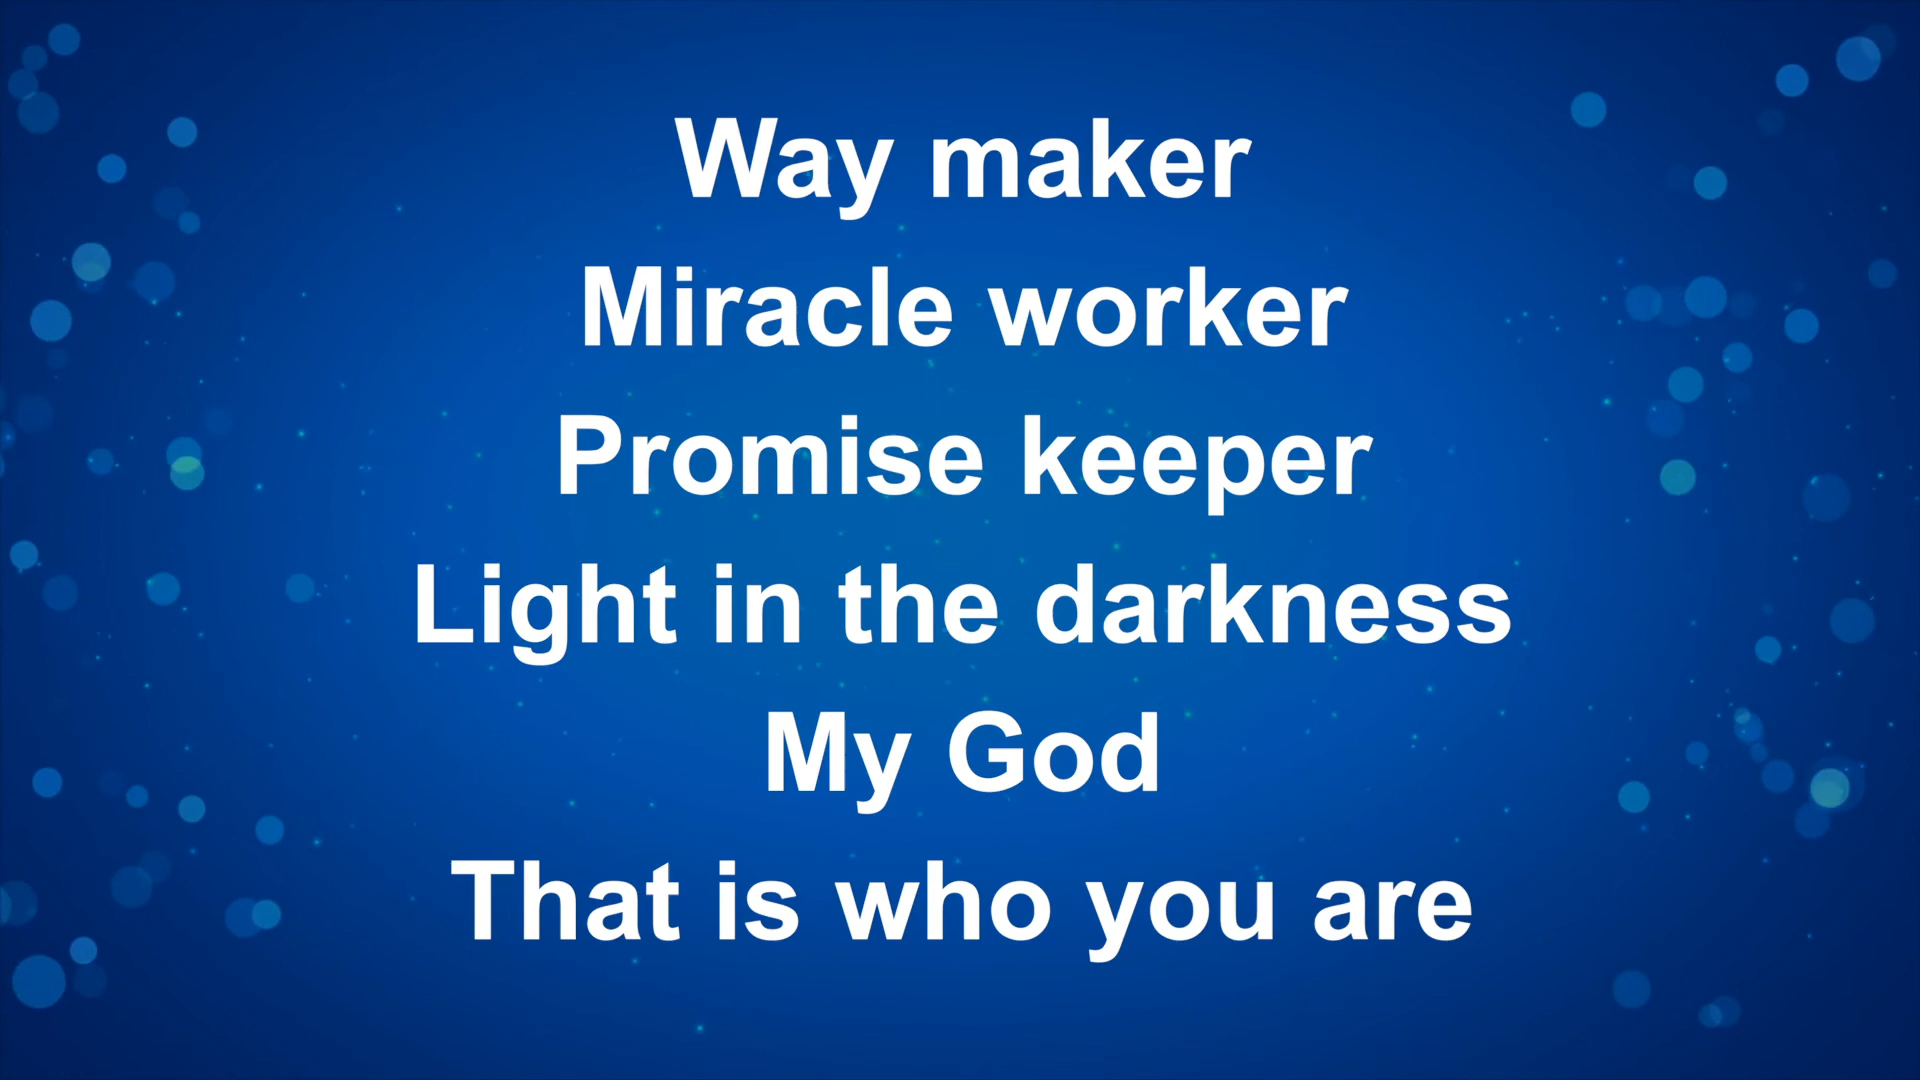 Way maker
Miracle worker
Promise keeper
Light in the darkness
My God
That is who you are